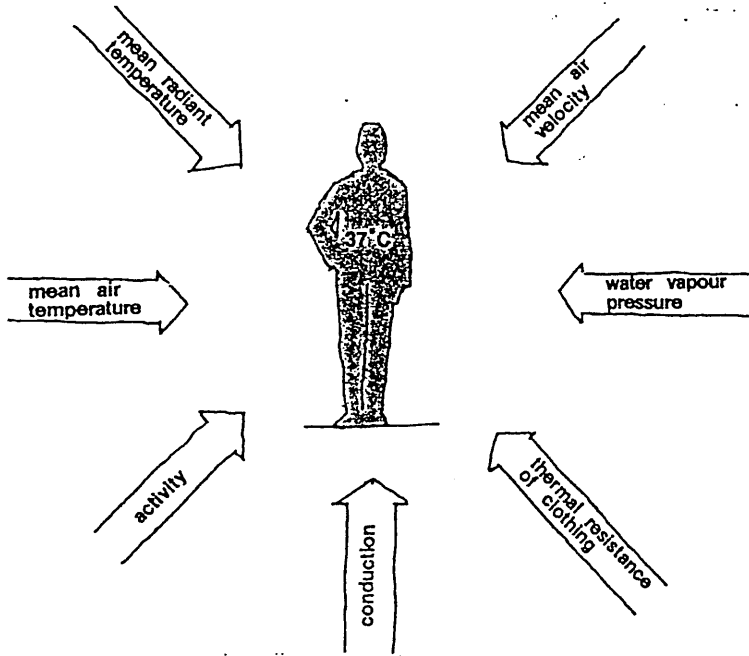 mean radiant
temperature
mean air
velocity
37°C
mean air
temperature
water vapour
pressure
activity
thermal resistance
of clothing
conduction